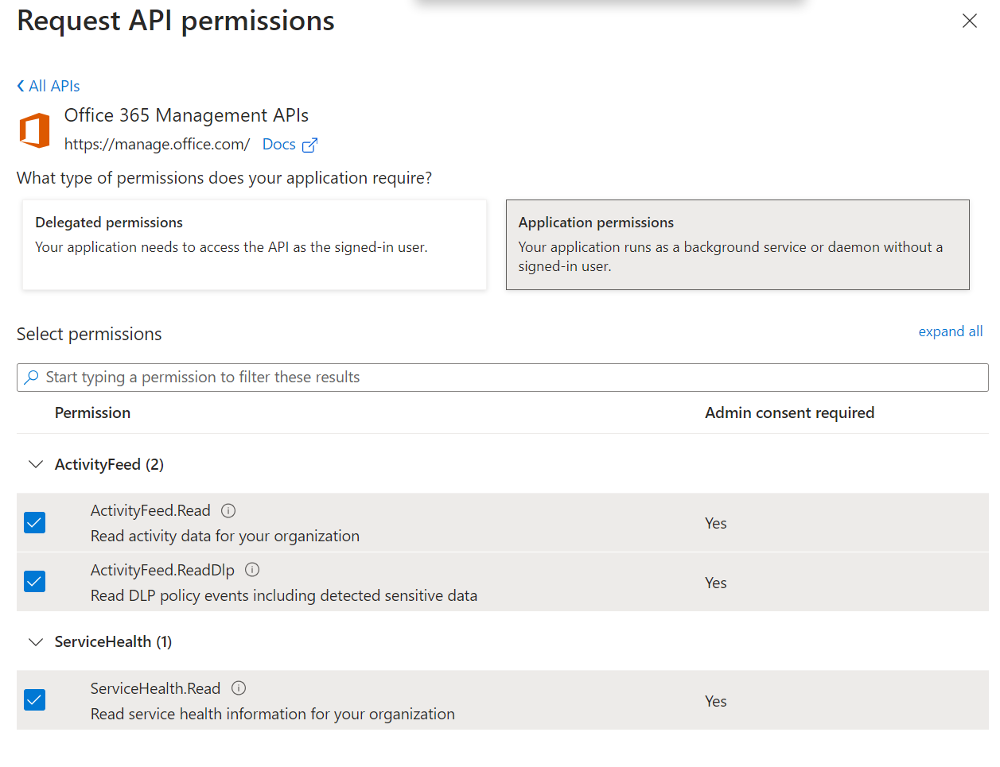 Request API permissions
All APIs
Office 365 Management APIs
https://manage.office.com/ Docs
What type of permissions does your application require?
Delegated permissions
Your application needs to access the API as the signed-in user.
Application permissions
Your application runs as a background service or daemon without a
signed-in user.
Select permissions
expand all
Start typing a permission to filter these results
Permission Admin consent required
ActivityFeed (2)
ActivityFeed.Read
Read activity data for your organization
Yes
ActivityFeed.ReadDlp
Read DLP policy events including detected sensitive data
Yes
ServiceHealth (1)
ServiceHealth.Read
Read service health information for your organization
Yes